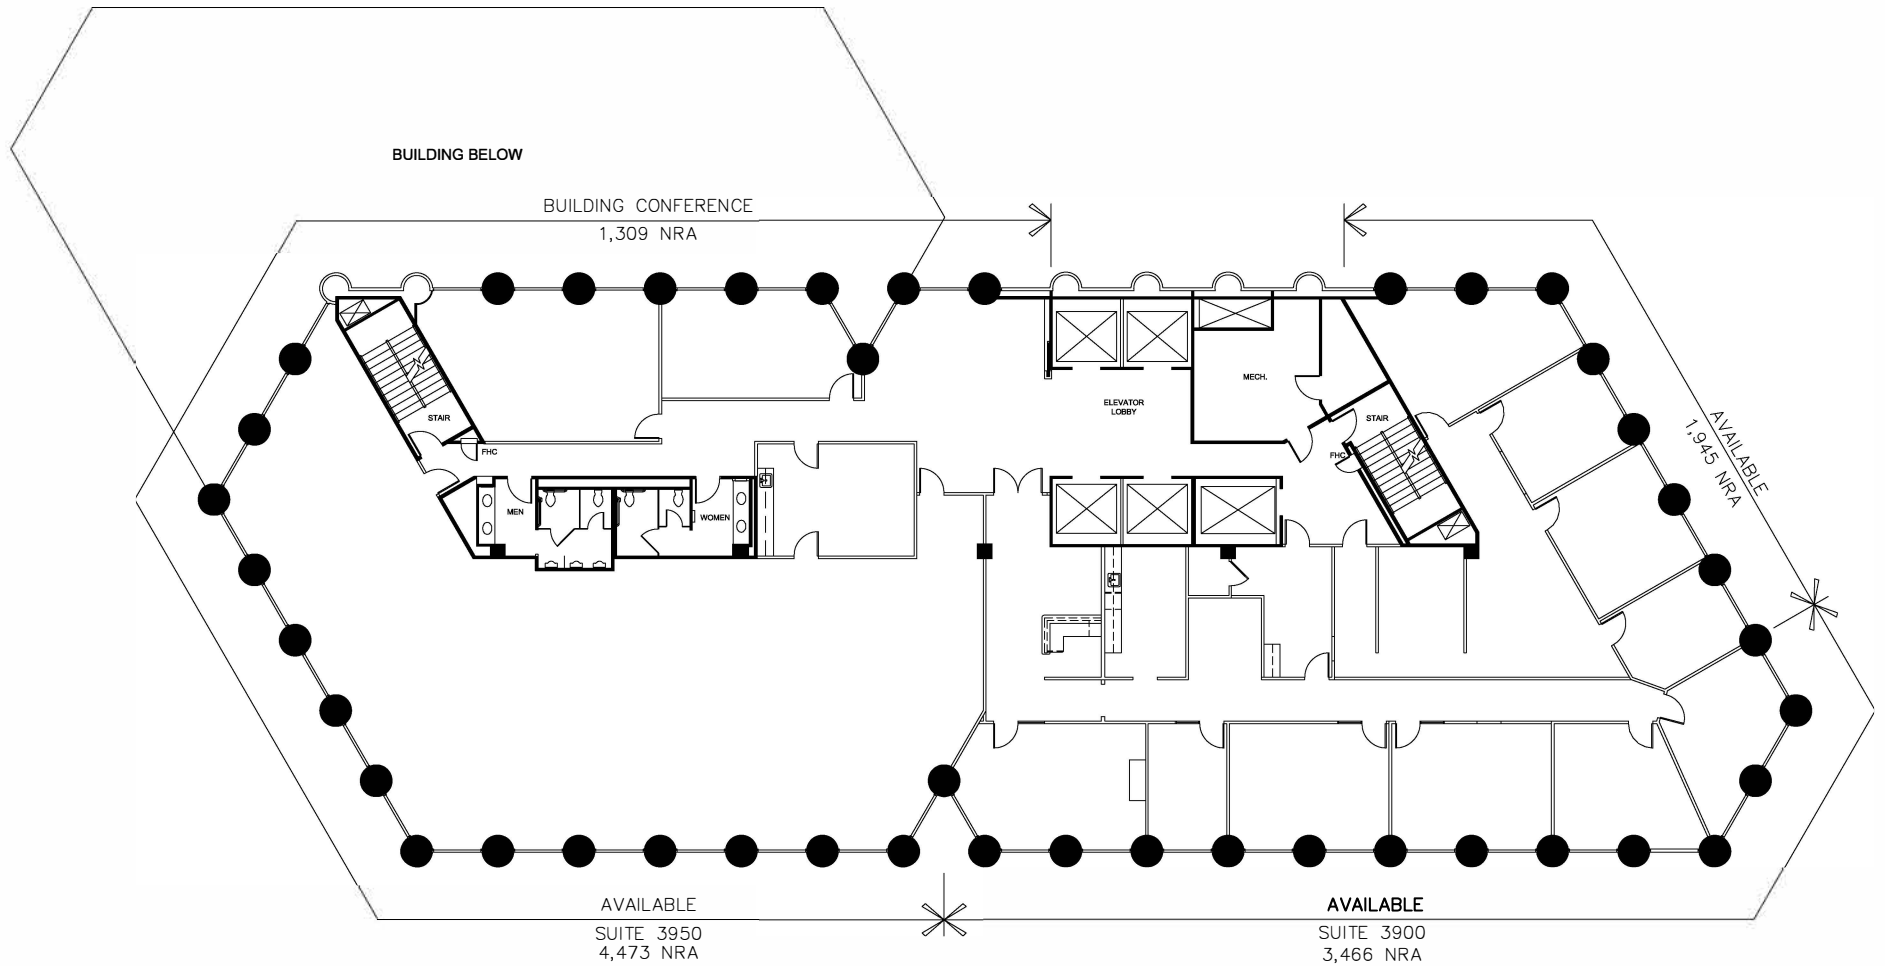 BUILDING BELOW
BUILDING CONFERENCE
1,309 NRA
AVAILABLE
1,945 NRA
MECH.
ELEVATOR
LOBBY
STAIR
STAIR
FHC
FHC
MEN
WOMEN
AVAILABLE
SUITE 3950
4,473 NRA
AVAILABLE
SUITE 3900
3,466 NRA